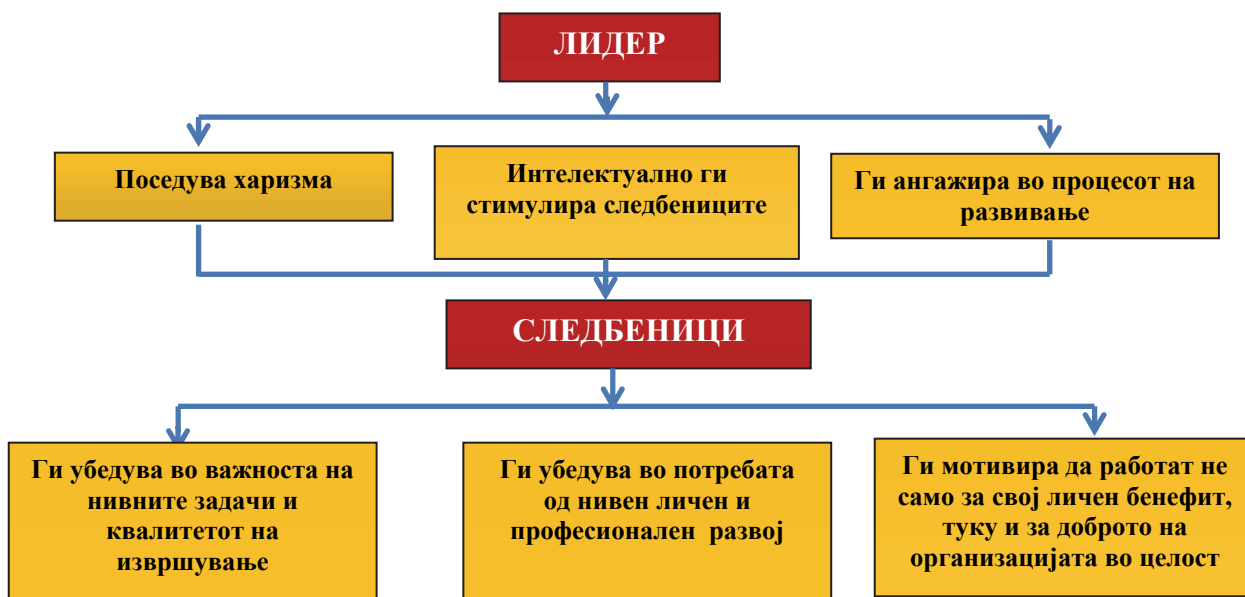 ЛИДЕР
Поседува харизма
Интелектуално ги
стимулира следбениците
Ги ангажира во процесот на
развивање
СЛЕДБЕНИЦИ
Ги убедува во важноста на
нивните задачи и
квалитетот на
извршување
Ги убедува во потребата
од нивен личен и
професионален развој
Ги мотивира да работат не
само за свој личен бенефит,
туку и за доброто на
организацијата во целост